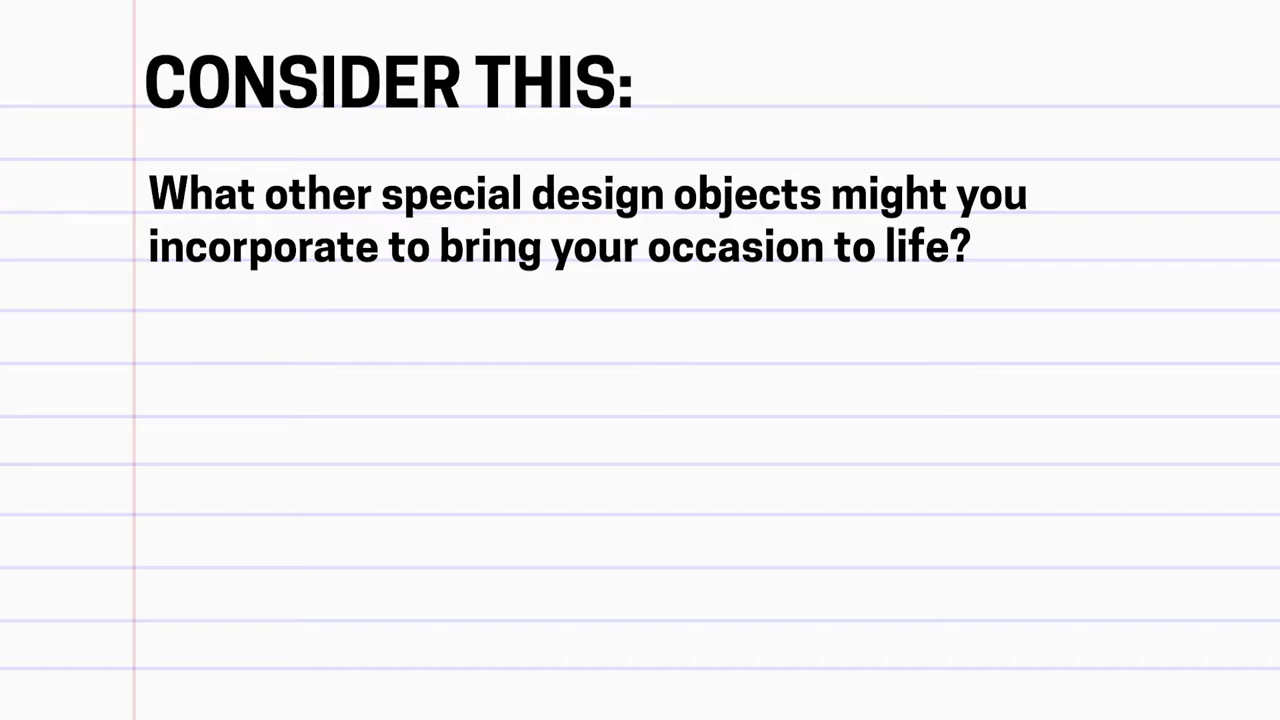 CONSIDER THIS:
What other special design objects might you
incorporate to bring your occasion to life?